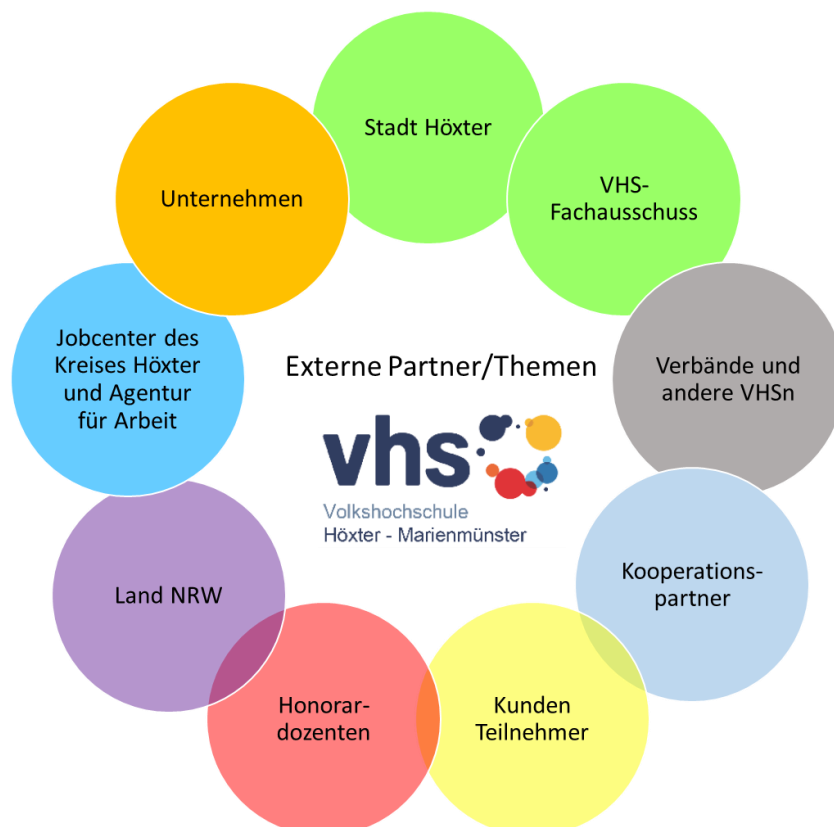 Stadt Höxter
VHS-
Fachausschuss
Verbände und
andere VHSn
Kooperations-
partner
Kunden
Teilnehmer
Honorar-
dozenten
Land NRW
Jobcenter des
Kreises Höxter
und Agentur
für Arbeit
Unternehmen
Externe Partner/Themen
vhs
Volkshochschule
Höxter - Marienmünster